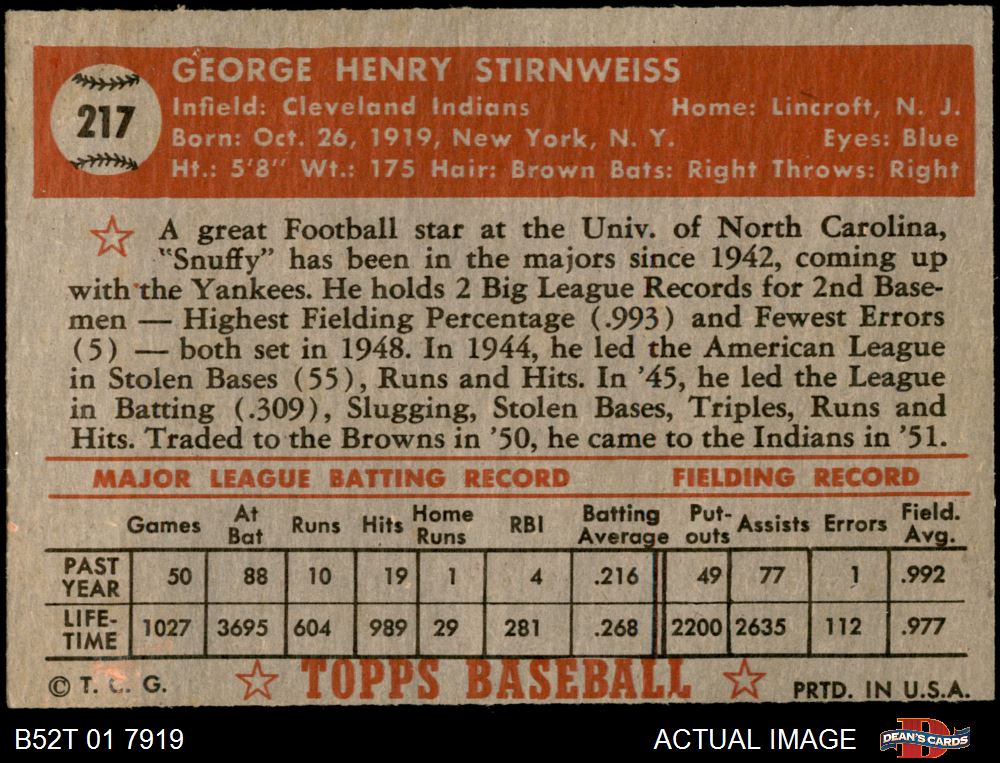 217
GEORGE HENRY STIRNWEISS
Infield: Cleveland Indians Home: Lincroft, N. J.
Born: Oct. 26, 1919, New York, N. Y. Eyes: Blue
Ht.: 5'8" Wt.: 175 Hair: Brown Bats: Right Throws: Right
A great Football star at the Univ. of North Carolina,
"Snuffy" has been in the majors since 1942, coming up
with the Yankees. He holds 2 Big League Records for 2nd Base-
men — Highest Fielding Percentage (.993) and Fewest Errors
(5) — both set in 1948. In 1944, he led the American League
in Stolen Bases (55), Runs and Hits. In '45, he led the League
in Batting (.309), Slugging, Stolen Bases, Triples, Runs and
Hits. Traded to the Browns in '50, he came to the Indians in '51.
MAJOR LEAGUE BATTING RECORD FIELDING RECORD
Games At Bat Runs Hits Home Runs RBI Batting Average Put-outs Assists Errors Field. Avg.
PAST YEAR 50 88 10 19 1 4 .216 49 77 1 .992
LIFE-TIME 1027 3695 604 989 29 281 .268 2200 2635 112 .977
© T. C. G. TOPPS BASEBALL PRTD. IN U.S.A.
B52T 01 7919 ACTUAL IMAGE D DEAN'S CARDS